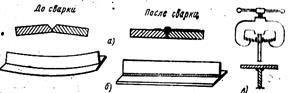 До сварки
После сварки
а)
б)
в)